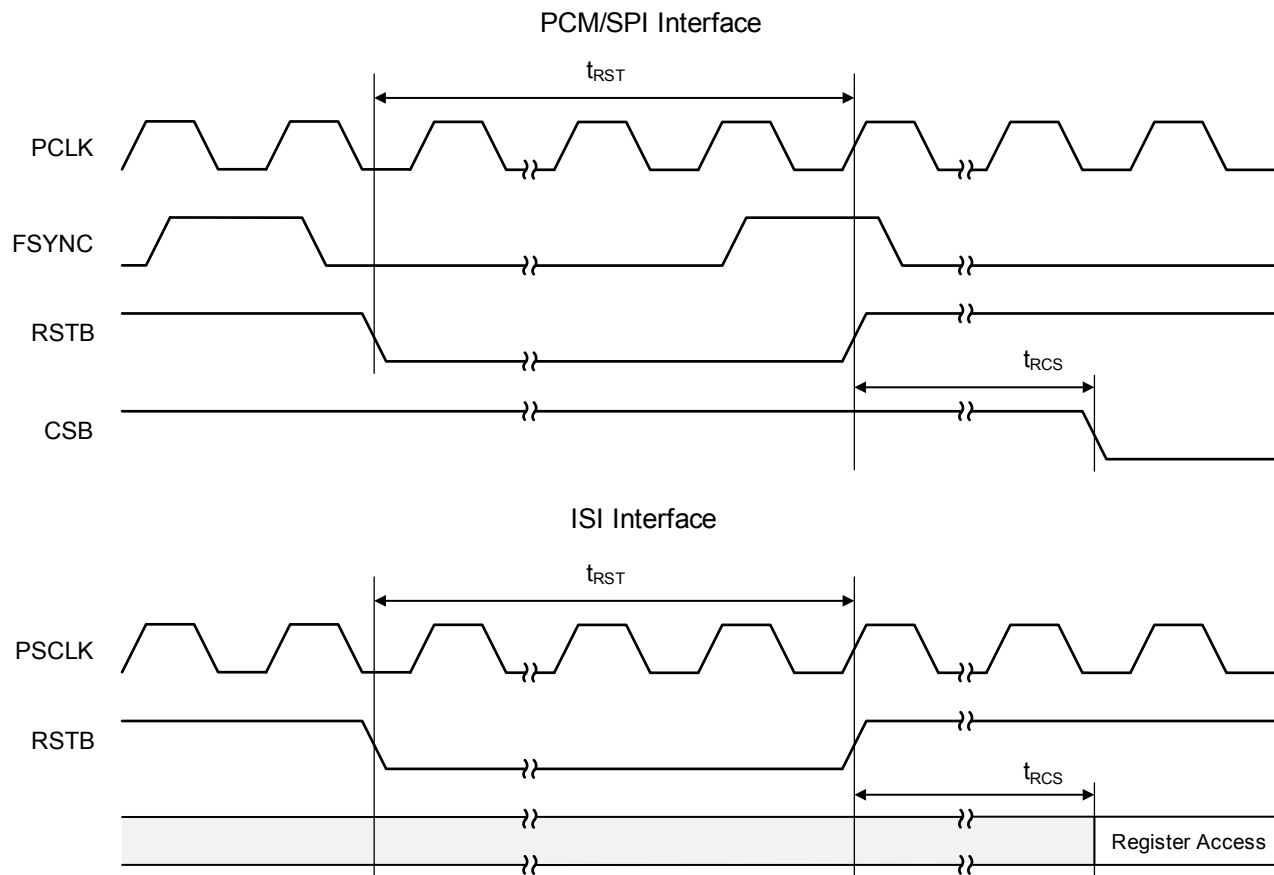 PCM/SPI Interface
tRST
PCLK
FSYNC
RSTB
tRCS
CSB
ISI Interface
tRST
PSCLK
RSTB
tRCS
Register Access